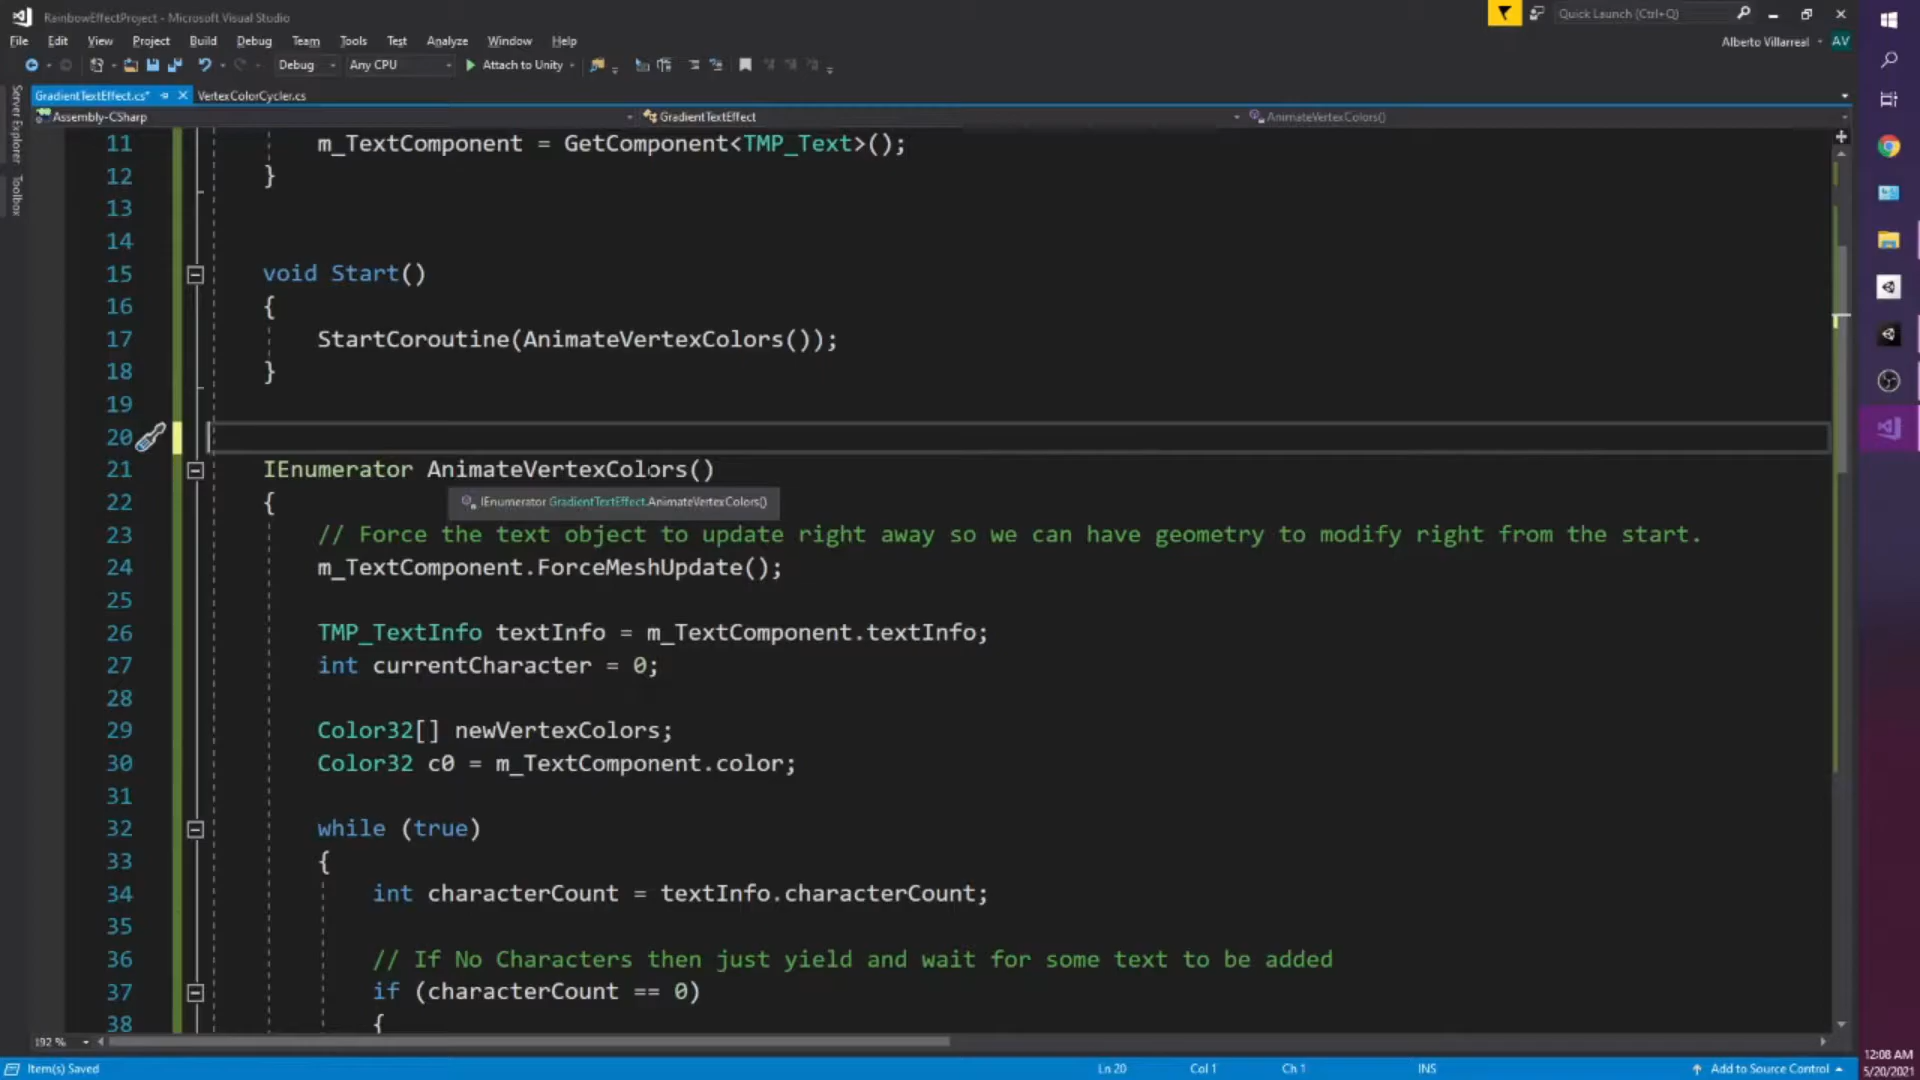 RainbowEffectProject - Microsoft Visual Studio
Quick Launch (Ctrl+Q)
File Edit View Project Build Debug Team Tools Test Analyze Window Help
Alberto Villarreal AV
Debug Any CPU Attach to Unity
GradientTextEffect.cs* VertexColorCycler.cs
Assembly-CSharp GradientTextEffect AnimateVertexColors()
Server Explorer
Toolbox
11 m_TextComponent = GetComponent<TMP_Text>();
12 }
13
14
15 void Start()
16 {
17 StartCoroutine(AnimateVertexColors());
18 }
19
20
21 IEnumerator AnimateVertexColors()
22 {
IEnumerator GradientTextEffect.AnimateVertexColors()
23 // Force the text object to update right away so we can have geometry to modify right from the start.
24 m_TextComponent.ForceMeshUpdate();
25
26 TMP_TextInfo textInfo = m_TextComponent.textInfo;
27 int currentCharacter = 0;
28
29 Color32[] newVertexColors;
30 Color32 c0 = m_TextComponent.color;
31
32 while (true)
33 {
34 int characterCount = textInfo.characterCount;
35
36 // If No Characters then just yield and wait for some text to be added
37 if (characterCount == 0)
38 {
192 %
Item(s) Saved Ln 20 Col 1 Ch 1 INS Add to Source Control
12:08 AM
5/20/2021